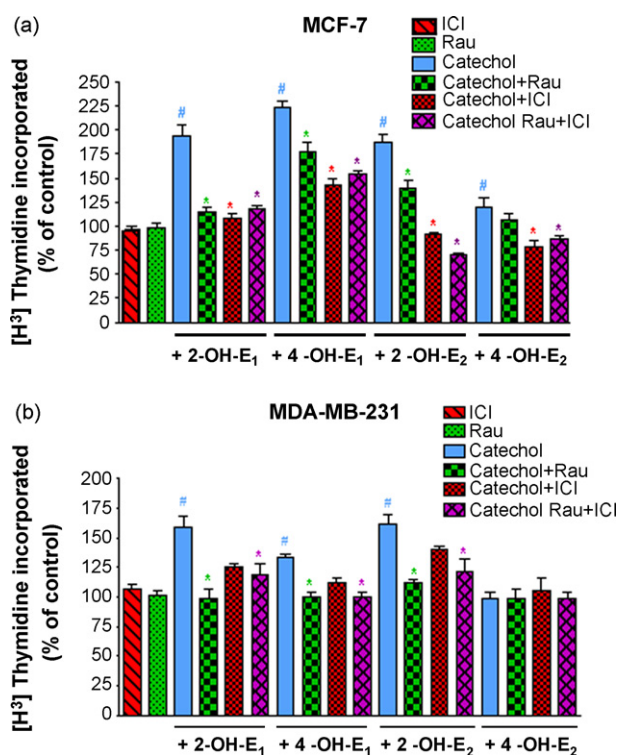 (a)
MCF-7
ICI
Rau
Catechol
Catechol+Rau
Catechol+ICI
Catechol Rau+ICI
[H³] Thymidine incorporated
(% of control)
250
225
200
175
150
125
100
75
50
25
0
#
*
*
*
#
*
*
*
#
*
*
*
#
*
*
+ 2-OH-E₁
+ 4 -OH-E₁
+ 2-OH-E₂
+ 4 -OH-E₂
(b)
MDA-MB-231
ICI
Rau
Catechol
Catechol+Rau
Catechol+ICI
Catechol Rau+ICI
[H³] Thymidine incorporated
(% of control)
200
175
150
125
100
75
50
25
0
#
*
*
#
*
*
#
*
*
+ 2-OH-E₁
+ 4 -OH-E₁
+ 2-OH-E₂
+ 4 -OH-E₂